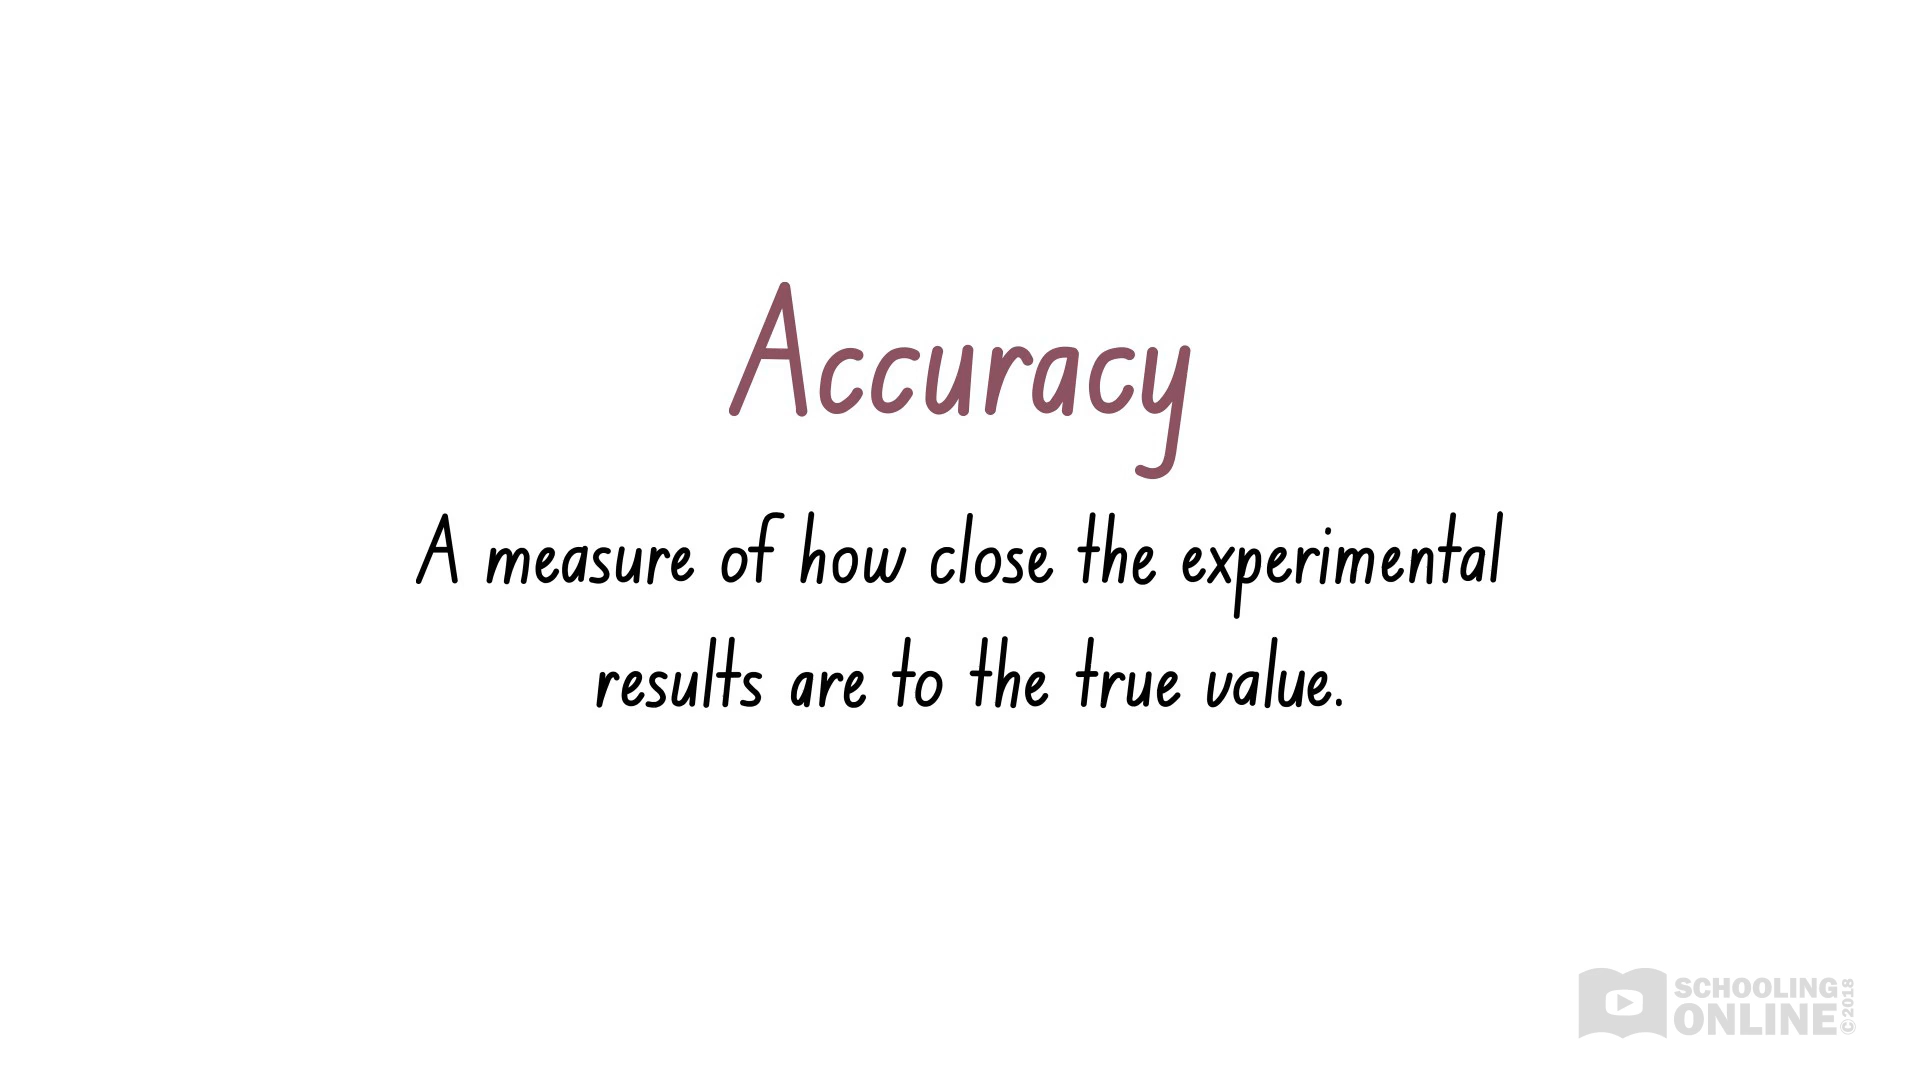 Accuracy
A measure of how close the experimental
results are to the true value.
SCHOOLING
ONLINE
©2018